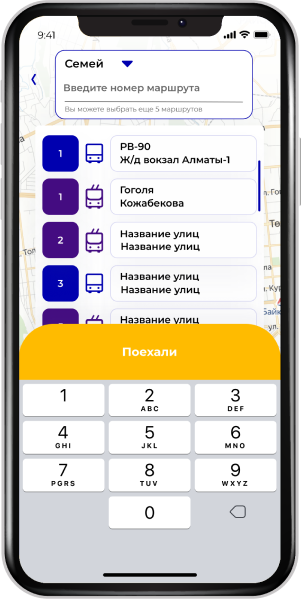 9:41
Семей
Введите номер маршрута
Вы можете выбрать еще 5 маршрутов
1
РВ-90
Ж/д вокзал Алматы-1
1
Гоголя
Кожабекова
2
Название улиц
Название улиц
3
Название улиц
Название улиц
Название улиц
Поехали
1
2
ABC
3
DEF
4
GHI
5
JKL
6
MNO
7
PQRS
8
TUV
9
WXYZ
0